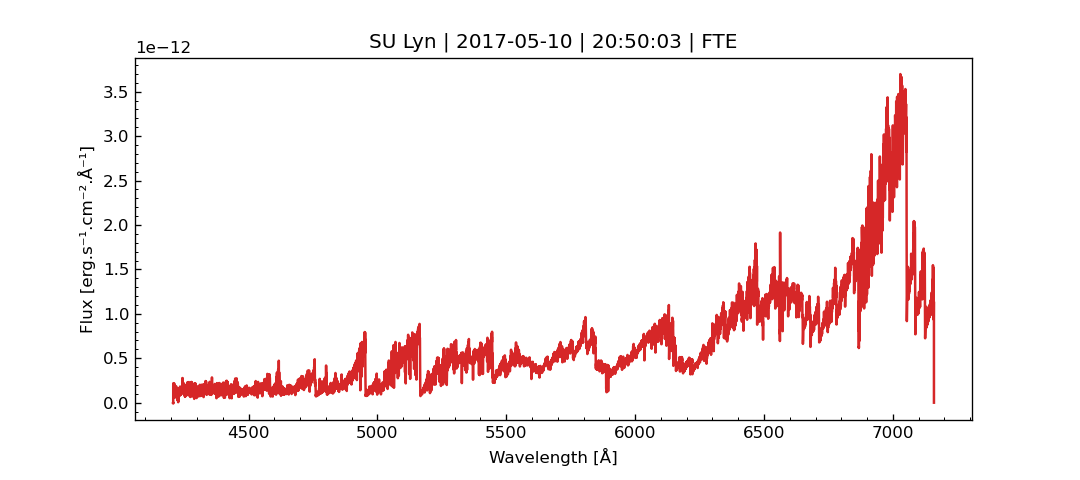 SU Lyn | 2017-05-10 | 20:50:03 | FTE
1e−12
3.5
3.0
2.5
2.0
1.5
1.0
0.5
0.0
Flux [erg.s⁻¹.cm⁻².Å⁻¹]
4500 5000 5500 6000 6500 7000
Wavelength [Å]